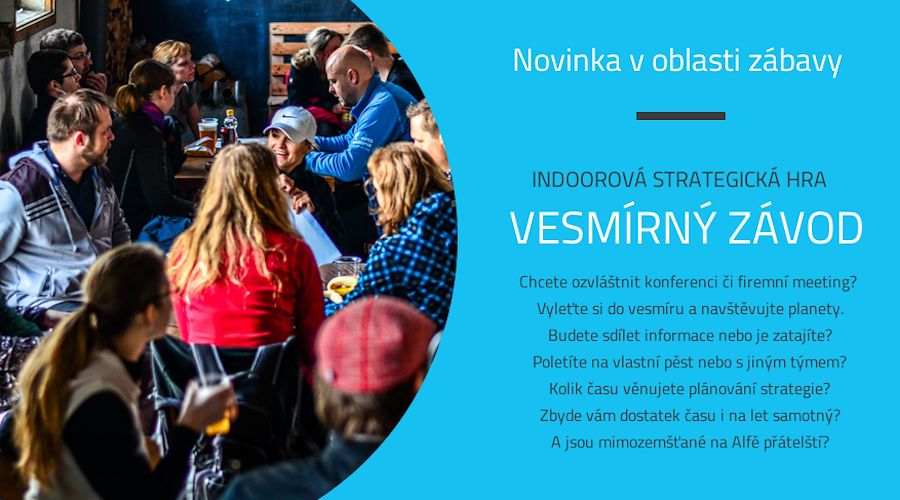 Novinka v oblasti zábavy
INDOOROVÁ STRATEGICKÁ HRA
VESMÍRNÝ ZÁVOD
Chcete ozvláštnit konferenci či firemní meeting?
Vyleťte si do vesmíru a navštěvujte planety.
Budete sdílet informace nebo je zatajíte?
Poletíte na vlastní pěst nebo s jiným týmem?
Kolik času věnujete plánování strategie?
Zbyde vám dostatek času i na let samotný?
A jsou mimozemšťané na Alfě přátelští?